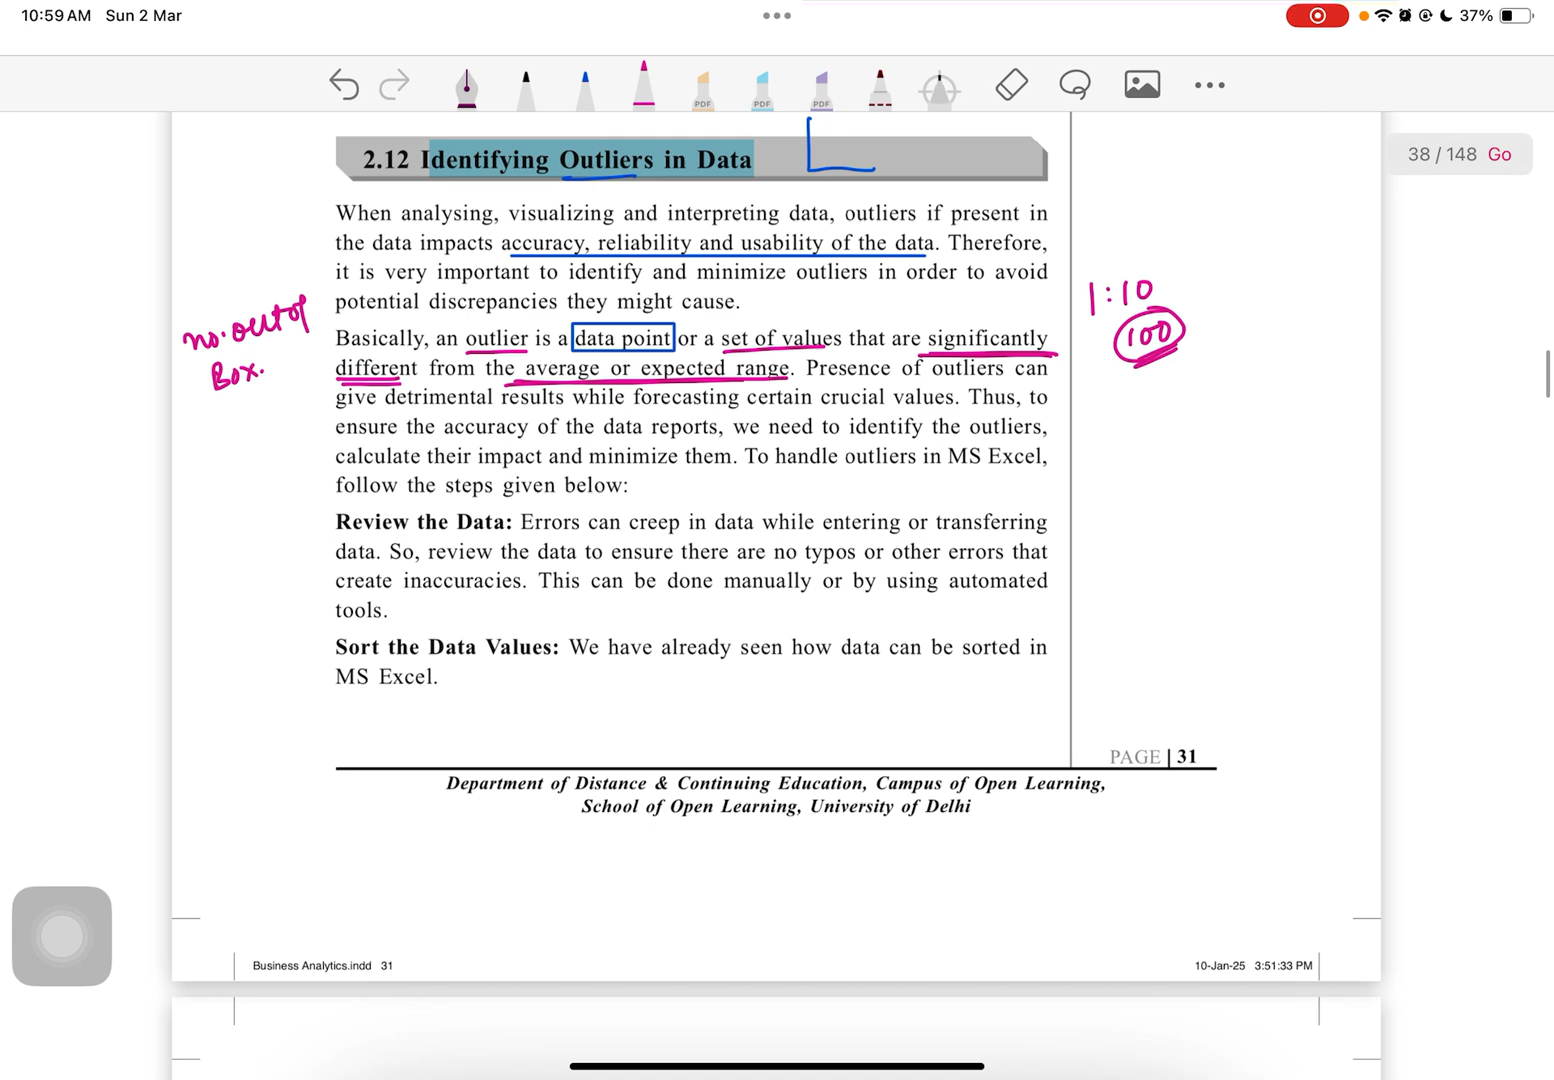 10:59 AM Sun 2 Mar
37%
PDF PDF PDF
38 / 148 Go
2.12 Identifying Outliers in Data
When analysing, visualizing and interpreting data, outliers if present in
the data impacts accuracy, reliability and usability of the data. Therefore,
it is very important to identify and minimize outliers in order to avoid
potential discrepancies they might cause.
Basically, an outlier is a data point or a set of values that are significantly
different from the average or expected range. Presence of outliers can
give detrimental results while forecasting certain crucial values. Thus, to
ensure the accuracy of the data reports, we need to identify the outliers,
calculate their impact and minimize them. To handle outliers in MS Excel,
follow the steps given below:
no. out of
Box.
1:10
100
Review the Data: Errors can creep in data while entering or transferring
data. So, review the data to ensure there are no typos or other errors that
create inaccuracies. This can be done manually or by using automated
tools.
Sort the Data Values: We have already seen how data can be sorted in
MS Excel.
PAGE | 31
Department of Distance & Continuing Education, Campus of Open Learning,
School of Open Learning, University of Delhi
Business Analytics.indd 31
10-Jan-25 3:51:33 PM